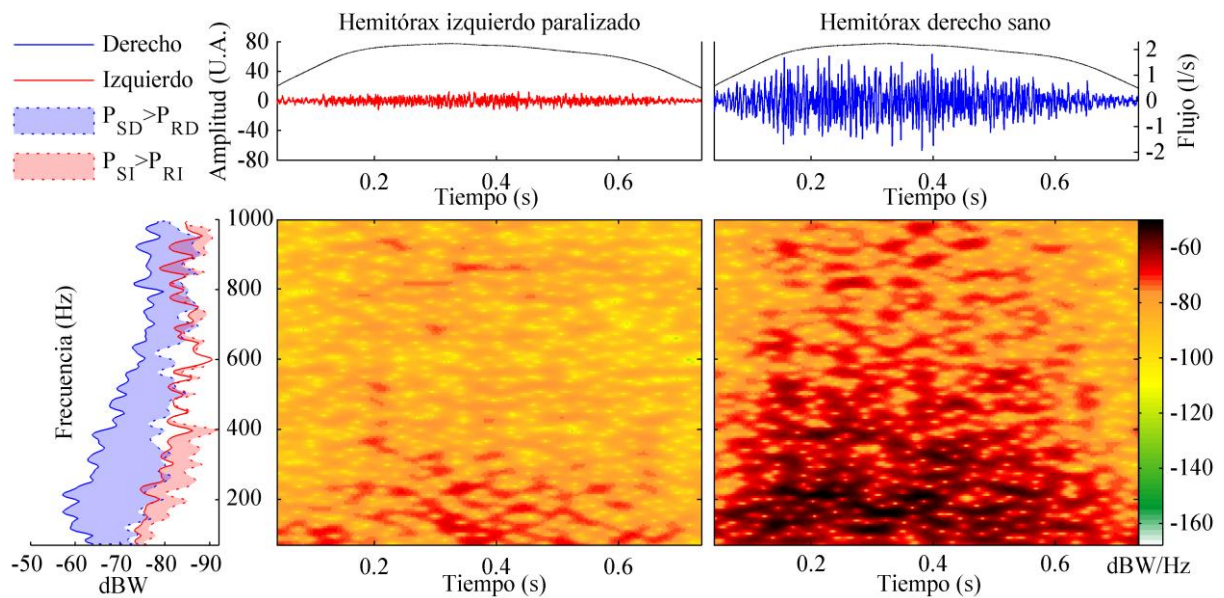 Hemitórax izquierdo paralizado
Hemitórax derecho sano
Derecho
Izquierdo
P_SD>P_RD
P_SI>P_RI
Amplitud (U.A.)
80
40
0
-40
-80
0.2
0.4
0.6
Tiempo (s)
0.2
0.4
0.6
Tiempo (s)
2
1
0
-1
-2
Flujo (l/s)
Frecuencia (Hz)
1000
800
600
400
200
-50
-60
-70
-80
-90
dBW
0.2
0.4
0.6
Tiempo (s)
0.2
0.4
0.6
Tiempo (s)
-60
-80
-100
-120
-140
-160
dBW/Hz